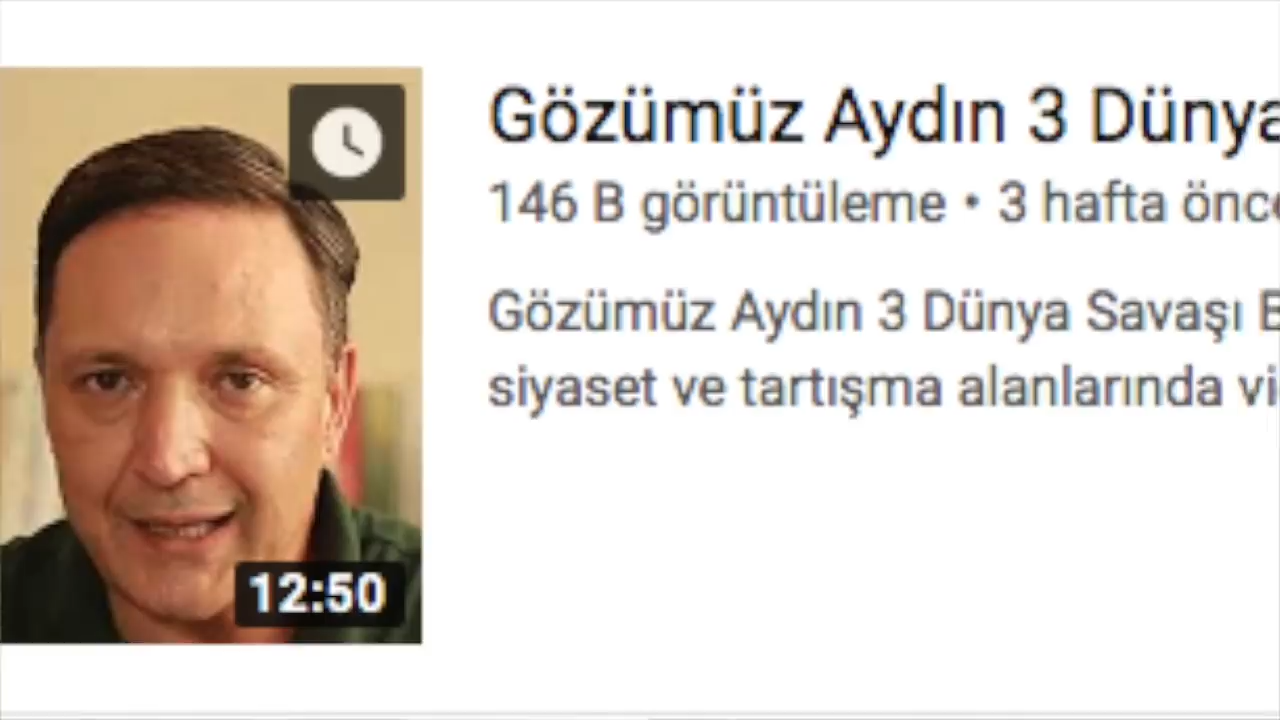 Gözümüz Aydın 3 Dünya
146 B görüntüleme • 3 hafta önce
Gözümüz Aydın 3 Dünya Savaşı
siyaset ve tartışma alanlarında
12:50